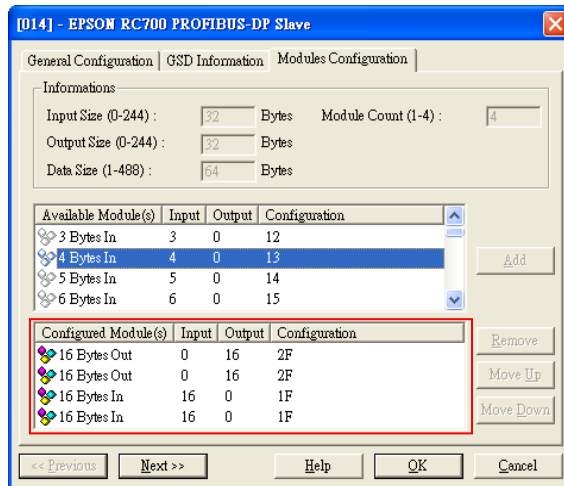 [014] - EPSON RC700 PROFIBUS-DP Slave
General Configuration GSD Information Modules Configuration
Informations
Input Size (0-244) : 32 Bytes Module Count (1-4) : 4
Output Size (0-244) : 32 Bytes
Data Size (1-488) : 64 Bytes
Available Module(s) Input Output Configuration
3 Bytes In 3 0 12
4 Bytes In 4 0 13
5 Bytes In 5 0 14
6 Bytes In 6 0 15
Add
Configured Module(s) Input Output Configuration
16 Bytes Out 0 16 2F
16 Bytes Out 0 16 2F
16 Bytes In 16 0 1F
16 Bytes In 16 0 1F
Remove
Move Up
Move Down
<< Previous Next >> Help OK Cancel